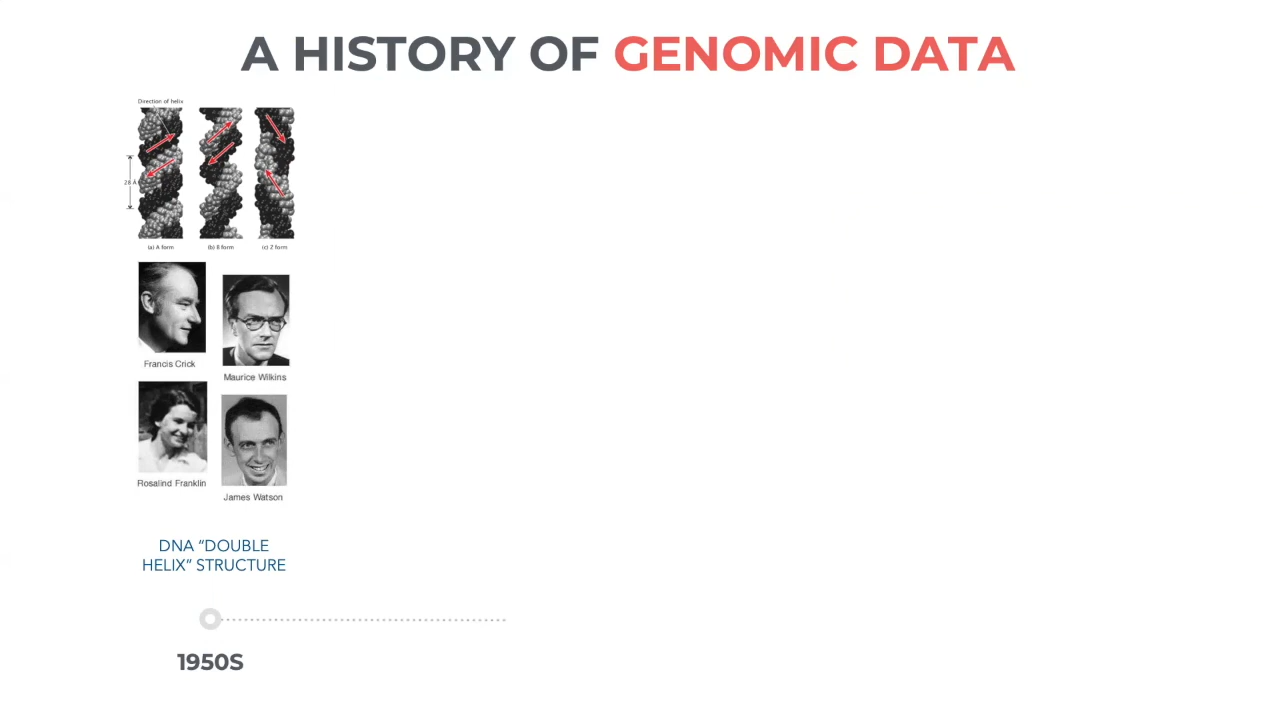 A HISTORY OF GENOMIC DATA
Direction of helix
28 Å
(a) A form
(b) B form
(c) Z form
Francis Crick
Maurice Wilkins
Rosalind Franklin
James Watson
DNA “DOUBLE
HELIX” STRUCTURE
1950S